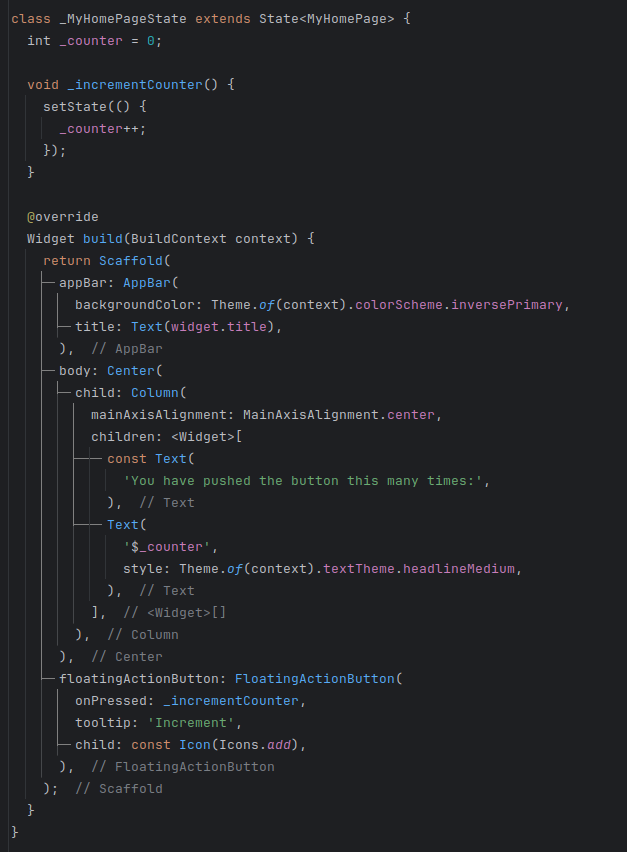 class _MyHomePageState extends State<MyHomePage> {
  int _counter = 0;

  void _incrementCounter() {
    setState(() {
      _counter++;
    });
  }

  @override
  Widget build(BuildContext context) {
    return Scaffold(
      appBar: AppBar(
        backgroundColor: Theme.of(context).colorScheme.inversePrimary,
        title: Text(widget.title),
      ),  // AppBar
      body: Center(
        child: Column(
          mainAxisAlignment: MainAxisAlignment.center,
          children: <Widget>[
            const Text(
              'You have pushed the button this many times:',
            ),  // Text
            Text(
              '$_counter',
              style: Theme.of(context).textTheme.headlineMedium,
            ),  // Text
          ],  // <Widget>[]
        ),  // Column
      ),  // Center
      floatingActionButton: FloatingActionButton(
        onPressed: _incrementCounter,
        tooltip: 'Increment',
        child: const Icon(Icons.add),
      ),  // FloatingActionButton
    );  // Scaffold
  }
}